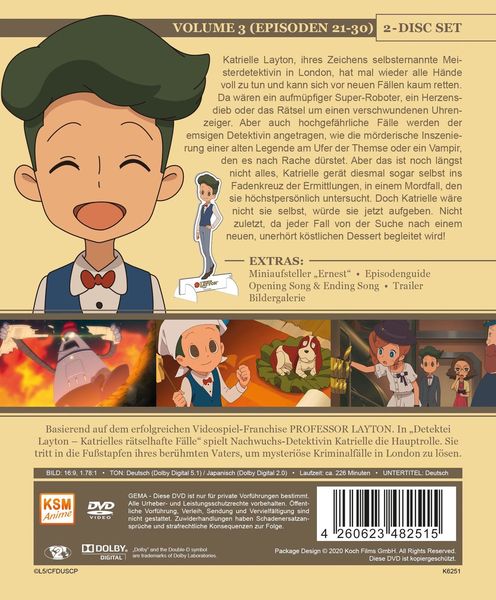 VOLUME 3 (EPISODEN 21-30) 2-DISC SET
Katrielle Layton, ihres Zeichens selbsternannte Mei-
sterdetektivin in London, hat mal wieder alle Hände
voll zu tun und kann sich vor neuen Fällen kaum retten.
Da wären ein aufmüpfiger Super-Roboter, ein Herzens-
dieb oder das Rätsel um einen verschwundenen Uhren-
zeiger. Aber auch hochgefährliche Fälle werden der
emsigen Detektivin angetragen, wie die mörderische Inszenie-
rung einer alten Legende am Ufer der Themse oder ein Vampir,
den es nach Rache dürstet. Aber das ist noch längst
nicht alles, Katrielle gerät diesmal sogar selbst ins
Fadenkreuz der Ermittlungen, in einem Mordfall, den
sie höchstpersönlich untersucht. Doch Katrielle wäre
nicht sie selbst, würde sie jetzt aufgeben. Nicht
zuletzt, da jeder Fall von der Suche nach einem
neuen, unerhört köstlichen Dessert begleitet wird!
EXTRAS:
Miniaufsteller „Ernest“ • Episodenguide
Opening Song & Ending Song • Trailer
Bildergalerie
Basierend auf dem erfolgreichen Videospiel-Franchise PROFESSOR LAYTON. In „Detektei
Layton – Katrielles rätselhafte Fälle“ spielt Nachwuchs-Detektivin Katrielle die Hauptrolle. Sie
tritt in die Fußstapfen ihres berühmten Vaters, um mysteriöse Kriminalfälle in London zu lösen.
BILD: 16:9, 1.78:1 • TON: Deutsch (Dolby Digital 5.1) / Japanisch (Dolby Digital 2.0) • Laufzeit: ca. 226 Minuten • UNTERTITEL: Deutsch
KSM
Anime
DVD
VIDEO
GEMA - Diese DVD ist nur für private Vorführungen bestimmt.
Alle Urheber- und Leistungsschutzrechte vorbehalten. Öffent-
liche Vorführung, Verleih, Sendung und Vervielfältigung sind
nicht gestattet. Zuwiderhandlungen haben Schadenersatzan-
sprüche und strafrechtliche Konsequenzen zur Folge.
2
DOLBY
DIGITAL
„Dolby“ and the Double-D symbol
are trademarks of Dolby Laboratories.
4 260623 482515
Package Design © 2020 Koch Films GmbH. All Rights Reserved.
Diese DVD ist kopiergeschützt.
©L5/CFDUSCP
K6251